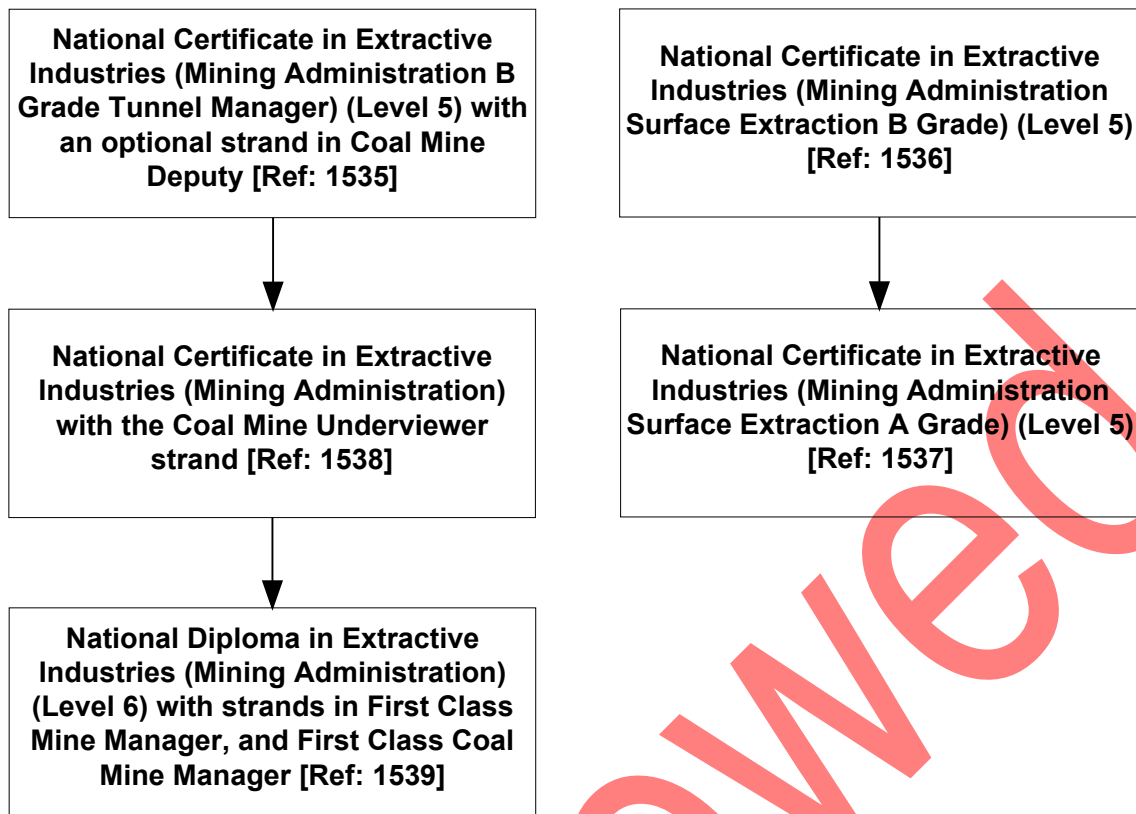 National Certificate in Extractive
Industries (Mining Administration B
Grade Tunnel Manager) (Level 5) with
an optional strand in Coal Mine
Deputy [Ref: 1535]
National Certificate in Extractive
Industries (Mining Administration
Surface Extraction B Grade) (Level 5)
[Ref: 1536]
National Certificate in Extractive
Industries (Mining Administration)
with the Coal Mine Underviewer
strand [Ref: 1538]
National Certificate in Extractive
Industries (Mining Administration
Surface Extraction A Grade) (Level 5)
[Ref: 1537]
National Diploma in Extractive
Industries (Mining Administration)
(Level 6) with strands in First Class
Mine Manager, and First Class Coal
Mine Manager [Ref: 1539]